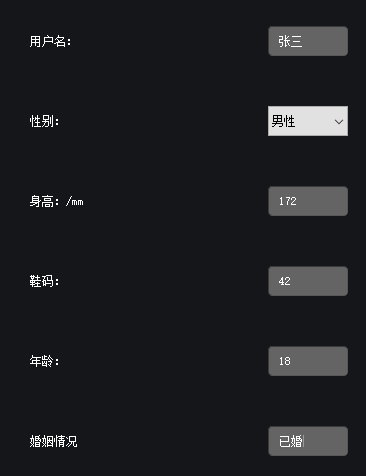 用户名: 张三
性别: 男性
身高: /mm 172
鞋码: 42
年龄: 18
婚姻情况 已婚